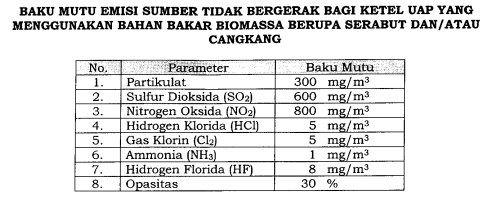 BAKU MUTU EMISI SUMBER TIDAK BERGERAK BAGI KETEL UAP YANG
MENGGUNAKAN BAHAN BAKAR BIOMASSA BERUPA SERABUT DAN/ATAU
CANGKANG
No. Parameter Baku Mutu
1. Partikulat 300 mg/m³
2. Sulfur Dioksida (SO₂) 600 mg/m³
3. Nitrogen Oksida (NO₂) 800 mg/m³
4. Hidrogen Klorida (HCl) 5 mg/m³
5. Gas Klorin (Cl₂) 5 mg/m³
6. Ammonia (NH₃) 1 mg/m³
7. Hidrogen Florida (HF) 8 mg/m³
8. Opasitas 30 %